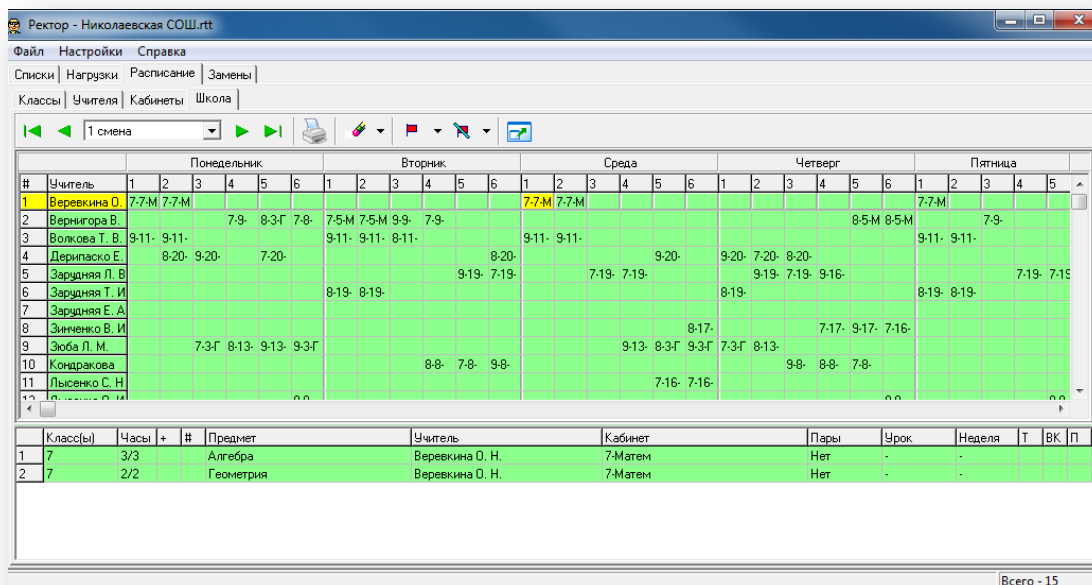 Ректор - Николаевская СОШ.rtt
Файл Настройки Справка
Списки Нагрузки Расписание Замены
Классы Учителя Кабинеты Школа
1 смена
Понедельник Вторник Среда Четверг Пятница
# Учитель 1 2 3 4 5 6 1 2 3 4 5 6 1 2 3 4 5 6 1 2 3 4 5 6 1 2 3 4 5
1 Веревкина О. 7-7-М 7-7-М 7-7-М 7-7-М 7-7-М
2 Вернигора В. 7-9- 8-3-Г 7-8- 7-5-М 7-5-М 9-9- 7-9- 8-5-М 8-5-М 7-9-
3 Волкова Т. В. 9-11- 9-11- 9-11- 9-11- 8-11- 9-11- 9-11- 9-11- 9-11-
4 Дерипаско Е. 8-20- 9-20- 7-20- 8-20- 9-20- 9-20- 7-20- 8-20-
5 Зарудняя Л. В 9-19- 7-19- 7-19- 7-19- 9-19- 7-19- 9-16- 7-19- 7-19
6 Зарудняя Т. И 8-19- 8-19- 8-19- 8-19- 8-19-
7 Зарудняя Е. А
8 Зинченко В. И 8-17- 7-17- 9-17- 7-16-
9 Зюба Л. М. 7-3-Г 8-13- 9-13- 9-3-Г 9-13- 8-3-Г 9-3-Г 7-3-Г 8-13-
10 Кондракова 8-8- 7-8- 9-8- 9-8- 8-8- 7-8-
11 Лысенко С. Н 7-16- 7-16-
Класс(ы) Часы + # Предмет Учитель Кабинет Пары Урок Неделя Т ВК П
1 7 3/3 Алгебра Веревкина О. Н. 7-Матем Нет - -
2 7 2/2 Геометрия Веревкина О. Н. 7-Матем Нет - -
Всего - 15